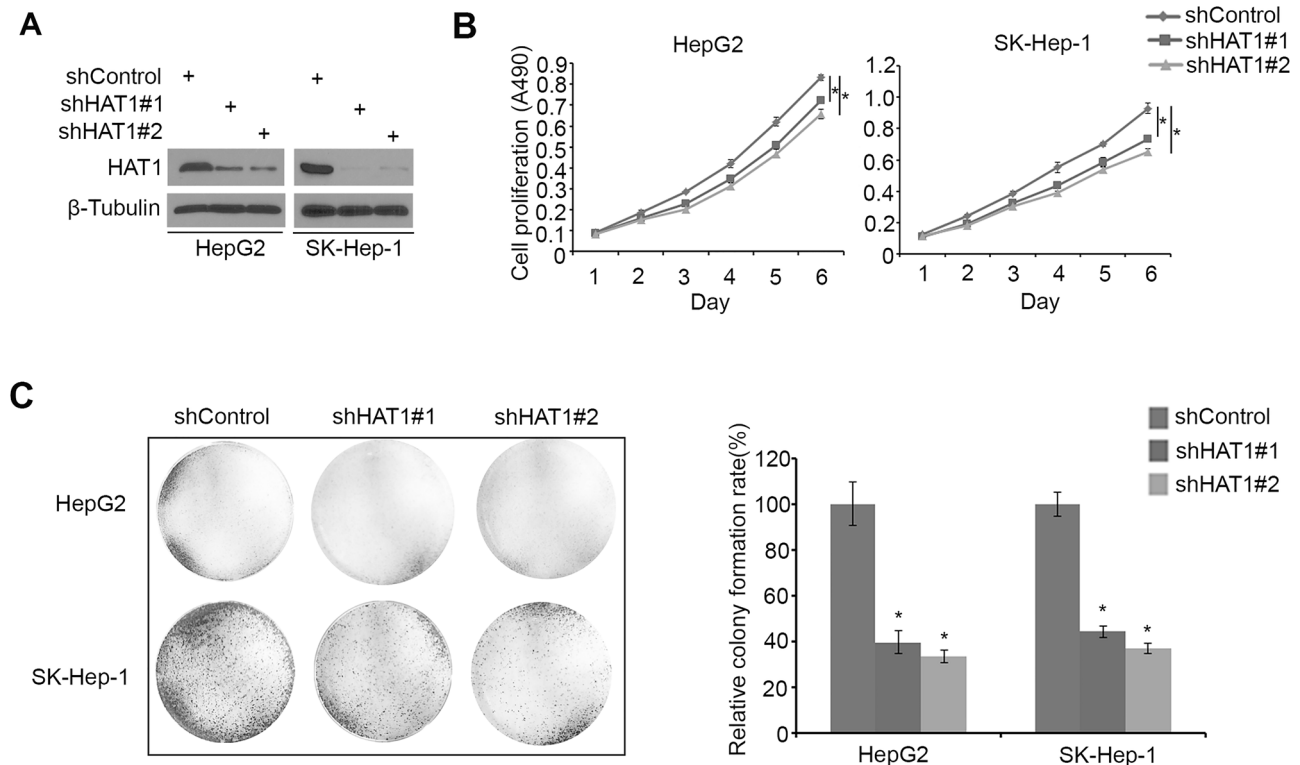 A
shControl +
+
shHAT1#1 +
+
shHAT1#2 +
+
HAT1
β-Tubulin
HepG2
SK-Hep-1
B
shControl
shHAT1#1
shHAT1#2
HepG2
SK-Hep-1
Cell proliferation (A490)
0.9
0.8
0.7
0.6
0.5
0.4
0.3
0.2
0.1
0
1 2 3 4 5 6
Day
* *
1.2
1.0
0.8
0.6
0.4
0.2
0
1 2 3 4 5 6
Day
* *
C
shControl shHAT1#1 shHAT1#2
HepG2
SK-Hep-1
shControl
shHAT1#1
shHAT1#2
Relative colony formation rate(%)
120
100
80
60
40
20
0
* *
* *
HepG2
SK-Hep-1